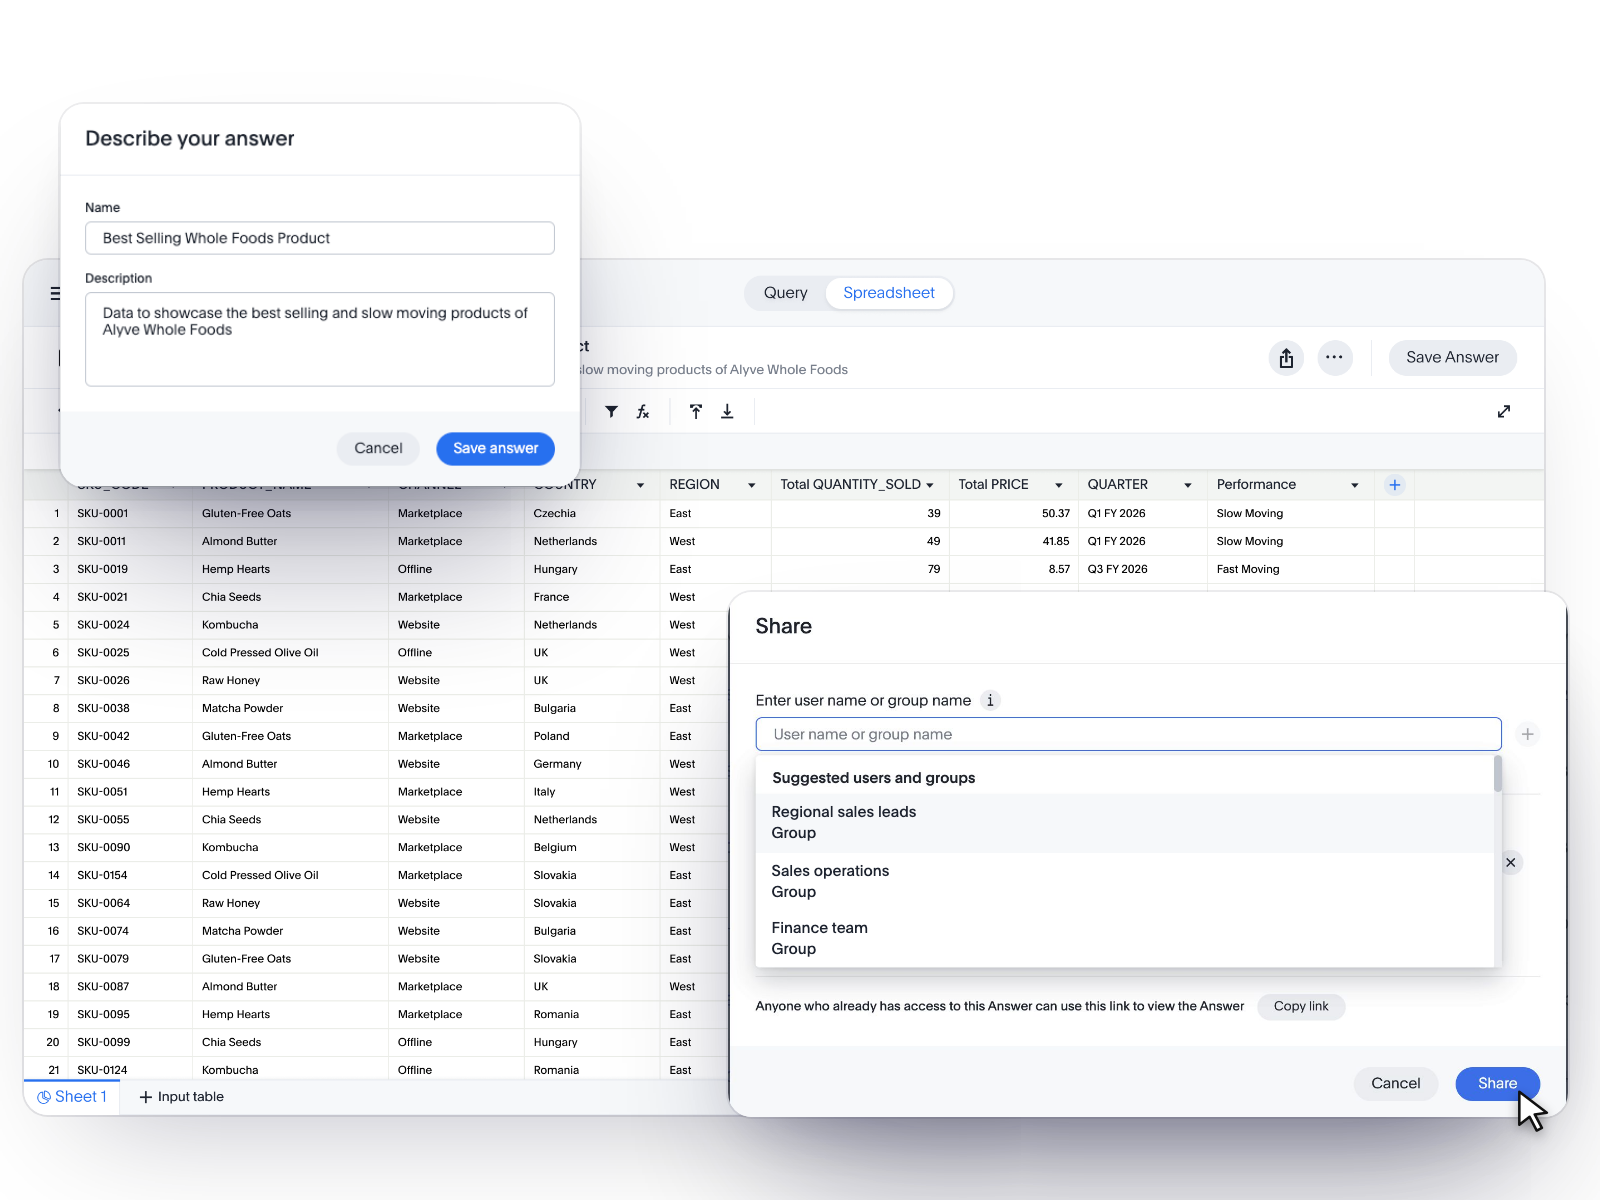 Describe your answer
Name
Best Selling Whole Foods Product
Description
Data to showcase the best selling and slow moving products of
Alyve Whole Foods
Cancel
Save answer
Query
Spreadsheet
slow moving products of Alyve Whole Foods
Save Answer
REGION Total QUANTITY_SOLD Total PRICE QUARTER Performance
1 SKU-0001 Gluten-Free Oats Marketplace Czechia East 39 50.37 Q1 FY 2026 Slow Moving
2 SKU-0011 Almond Butter Marketplace Netherlands West 49 41.85 Q1 FY 2026 Slow Moving
3 SKU-0019 Hemp Hearts Offline Hungary East 79 8.57 Q3 FY 2026 Fast Moving
4 SKU-0021 Chia Seeds Marketplace France West
5 SKU-0024 Kombucha Website Netherlands West
6 SKU-0025 Cold Pressed Olive Oil Offline UK West
7 SKU-0026 Raw Honey Website UK West
8 SKU-0038 Matcha Powder Website Bulgaria East
9 SKU-0042 Gluten-Free Oats Marketplace Poland East
10 SKU-0046 Almond Butter Website Germany West
11 SKU-0051 Hemp Hearts Marketplace Italy West
12 SKU-0055 Chia Seeds Website Netherlands West
13 SKU-0090 Kombucha Marketplace Belgium West
14 SKU-0154 Cold Pressed Olive Oil Marketplace Slovakia East
15 SKU-0064 Raw Honey Website Slovakia East
16 SKU-0074 Matcha Powder Website Bulgaria East
17 SKU-0079 Gluten-Free Oats Website Slovakia East
18 SKU-0087 Almond Butter Marketplace UK West
19 SKU-0095 Hemp Hearts Marketplace Romania East
20 SKU-0099 Chia Seeds Offline Hungary East
21 SKU-0124 Kombucha Offline Romania East
Sheet 1
+ Input table
Share
Enter user name or group name i
User name or group name
Suggested users and groups
Regional sales leads
Group
Sales operations
Group
Finance team
Group
Anyone who already has access to this Answer can use this link to view the Answer
Copy link
Cancel
Share